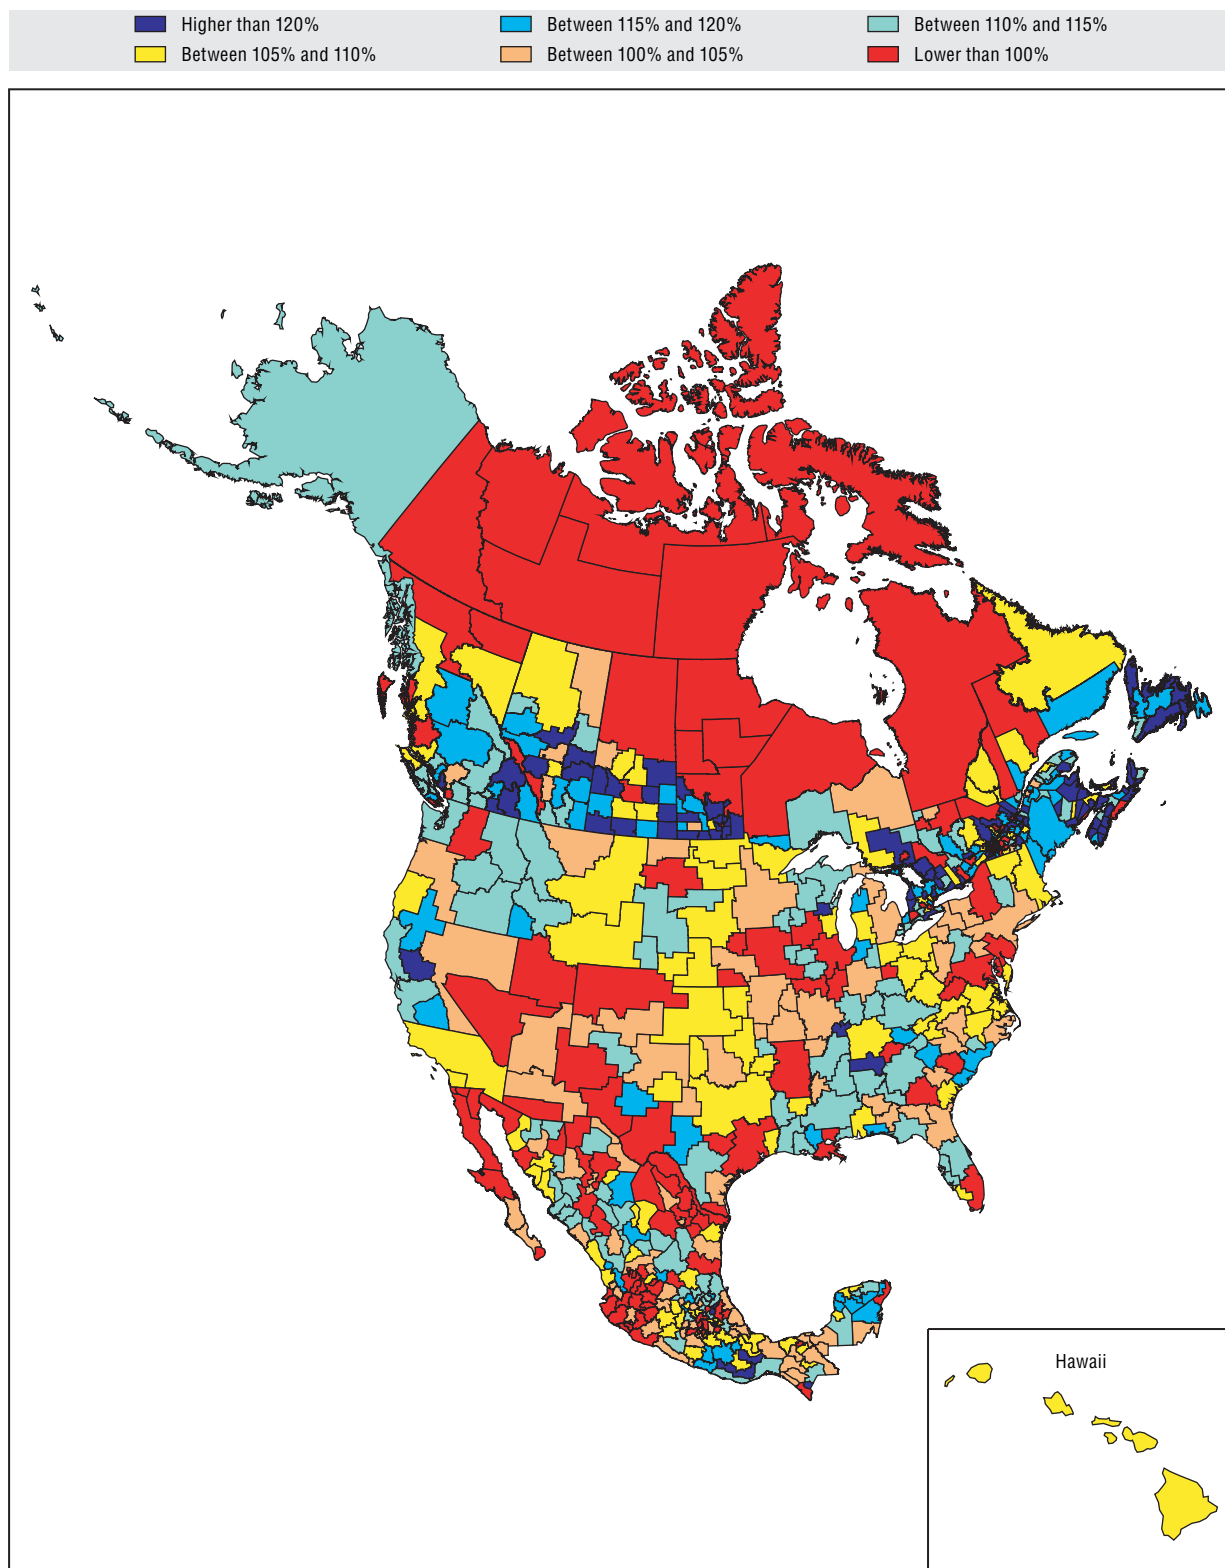 Higher than 120% Between 115% and 120% Between 110% and 115%
Between 105% and 110% Between 100% and 105% Lower than 100%
Hawaii